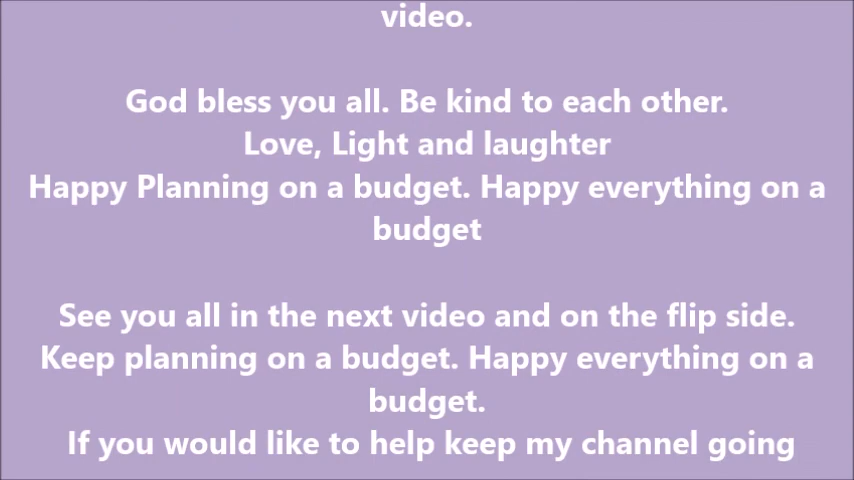 video.
God bless you all. Be kind to each other.
Love, Light and laughter
Happy Planning on a budget. Happy everything on a
budget
See you all in the next video and on the flip side.
Keep planning on a budget. Happy everything on a
budget.
If you would like to help keep my channel going